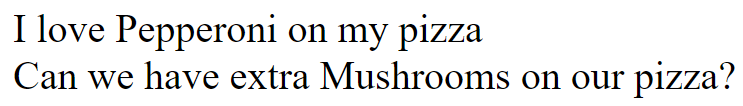 I love Pepperoni on my pizza
Can we have extra Mushrooms on our pizza?